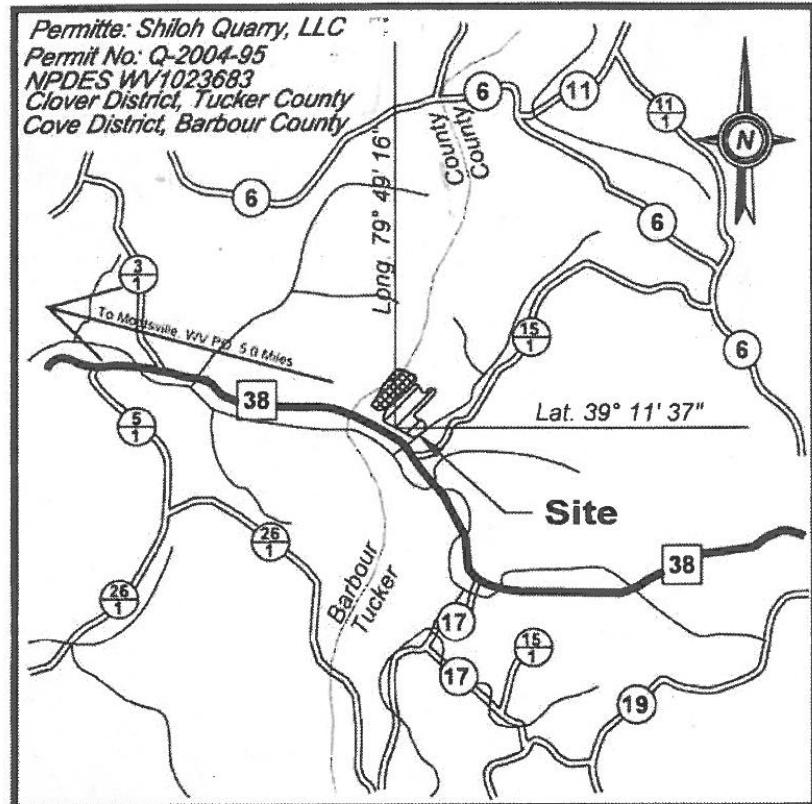 Permitte: Shiloh Quarry, LLC
Permit No: Q-2004-95
NPDES WV1023683
Clover District, Tucker County
Cove District, Barbour County
6
11
11
1
N
County
County
Long. 79° 49' 16"
6
6
3
1
To Montsville, WV P.O. 5.0 Miles
15
1
6
38
Lat. 39° 11' 37"
5
1
Site
26
1
38
Barbour
Tucker
26
1
17
15
1
17
19